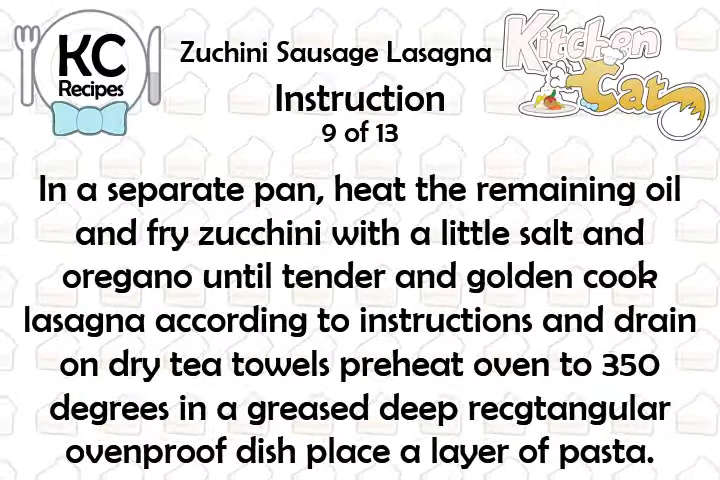 KC
Recipes
Zuchini Sausage Lasagna
Kitchen
Cat
Instruction
9 of 13
In a separate pan, heat the remaining oil
and fry zucchini with a little salt and
oregano until tender and golden cook
lasagna according to instructions and drain
on dry tea towels preheat oven to 350
degrees in a greased deep recgtangular
ovenproof dish place a layer of pasta.